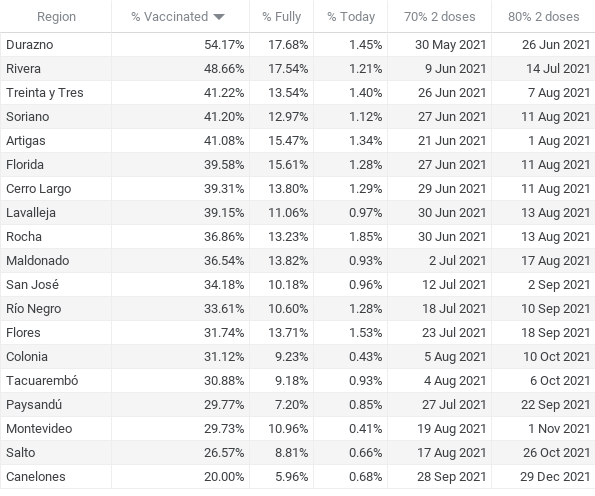 Region % Vaccinated % Fully % Today 70% 2 doses 80% 2 doses
Durazno 54.17% 17.68% 1.45% 30 May 2021 26 Jun 2021
Rivera 48.66% 17.54% 1.21% 9 Jun 2021 14 Jul 2021
Treinta y Tres 41.22% 13.54% 1.40% 26 Jun 2021 7 Aug 2021
Soriano 41.20% 12.97% 1.12% 27 Jun 2021 11 Aug 2021
Artigas 41.08% 15.47% 1.34% 21 Jun 2021 1 Aug 2021
Florida 39.58% 15.61% 1.28% 27 Jun 2021 11 Aug 2021
Cerro Largo 39.31% 13.80% 1.29% 29 Jun 2021 11 Aug 2021
Lavalleja 39.15% 11.06% 0.97% 30 Jun 2021 13 Aug 2021
Rocha 36.86% 13.23% 1.85% 30 Jun 2021 13 Aug 2021
Maldonado 36.54% 13.82% 0.93% 2 Jul 2021 17 Aug 2021
San José 34.18% 10.18% 0.96% 12 Jul 2021 2 Sep 2021
Río Negro 33.61% 10.60% 1.28% 18 Jul 2021 10 Sep 2021
Flores 31.74% 13.71% 1.53% 23 Jul 2021 18 Sep 2021
Colonia 31.12% 9.23% 0.43% 5 Aug 2021 10 Oct 2021
Tacuarembó 30.88% 9.18% 0.93% 4 Aug 2021 6 Oct 2021
Paysandú 29.77% 7.20% 0.85% 27 Jul 2021 22 Sep 2021
Montevideo 29.73% 10.96% 0.41% 19 Aug 2021 1 Nov 2021
Salto 26.57% 8.81% 0.66% 17 Aug 2021 26 Oct 2021
Canelones 20.00% 5.96% 0.68% 28 Sep 2021 29 Dec 2021